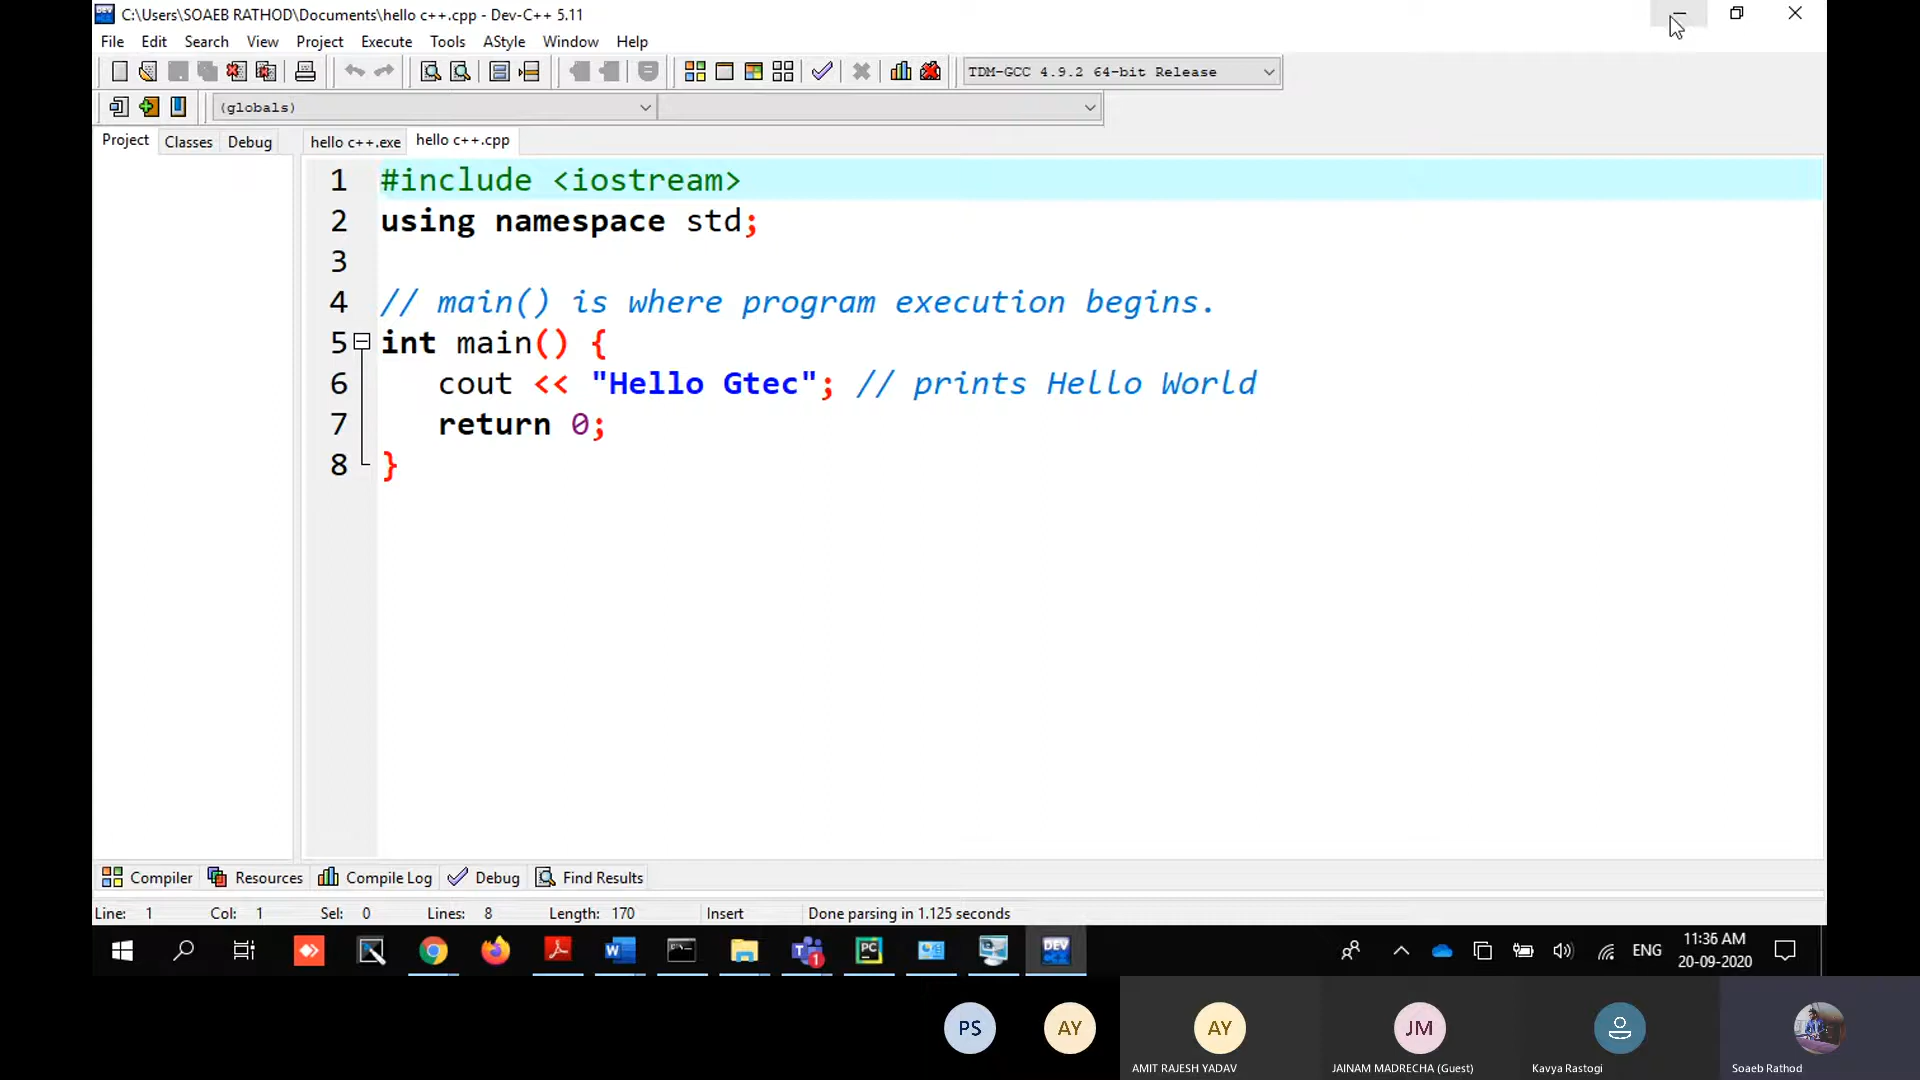 C:\Users\SOAEB RATHOD\Documents\hello c++.cpp - Dev-C++ 5.11
File Edit Search View Project Execute Tools AStyle Window Help
TDM-GCC 4.9.2 64-bit Release
(globals)
Project Classes Debug hello c++.exe hello c++.cpp
1 #include <iostream>
2 using namespace std;
3
4 // main() is where program execution begins.
5 int main() {
6 cout << "Hello Gtec"; // prints Hello World
7 return 0;
8 }
Compiler Resources Compile Log Debug Find Results
Line: 1 Col: 1 Sel: 0 Lines: 8 Length: 170 Insert Done parsing in 1.125 seconds
W 1 PC DEV ENG 11:36 AM
20-09-2020
PS AY AY JM
AMIT RAJESH YADAV JAINAM MADRECHA (Guest) Kavya Rastogi Soaeb Rathod